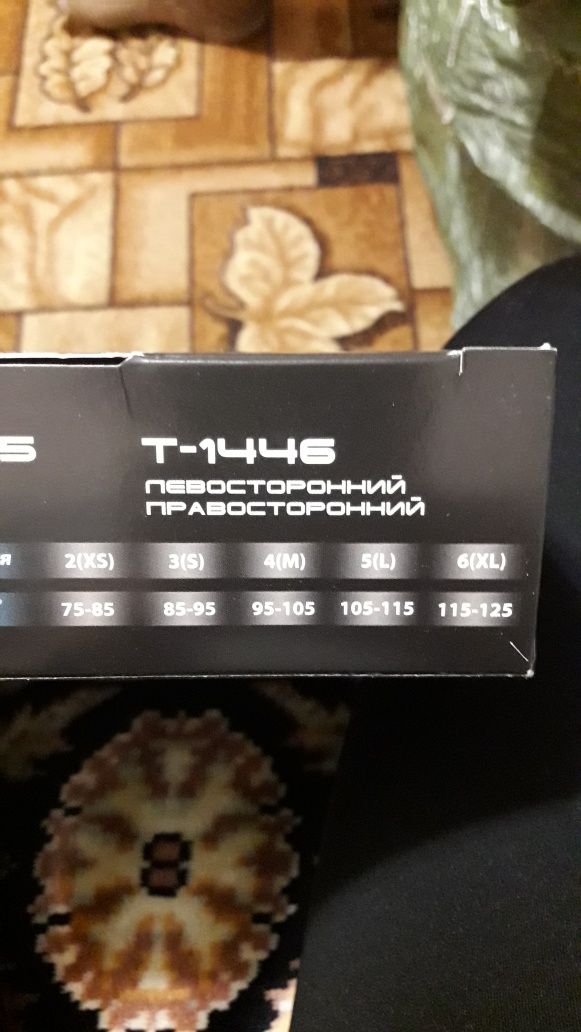 5
T-1446
ЛЕВОСТОРОННИЙ
ПРАВОСТОРОННИЙ
я 2(XS) 3(S) 4(M) 5(L) 6(XL)
75-85 85-95 95-105 105-115 115-125